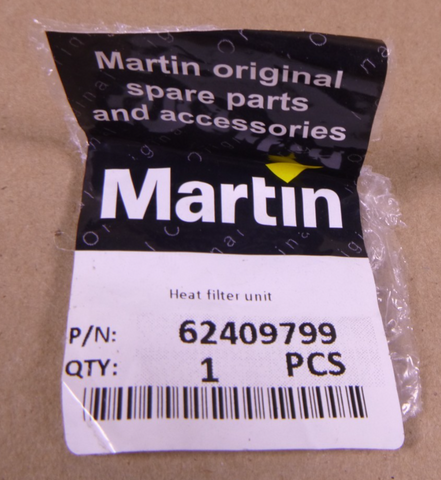 Martin original
spare parts
and accessories
Martin
Heat filter unit
P/N: 62409799
QTY: 1 PCS